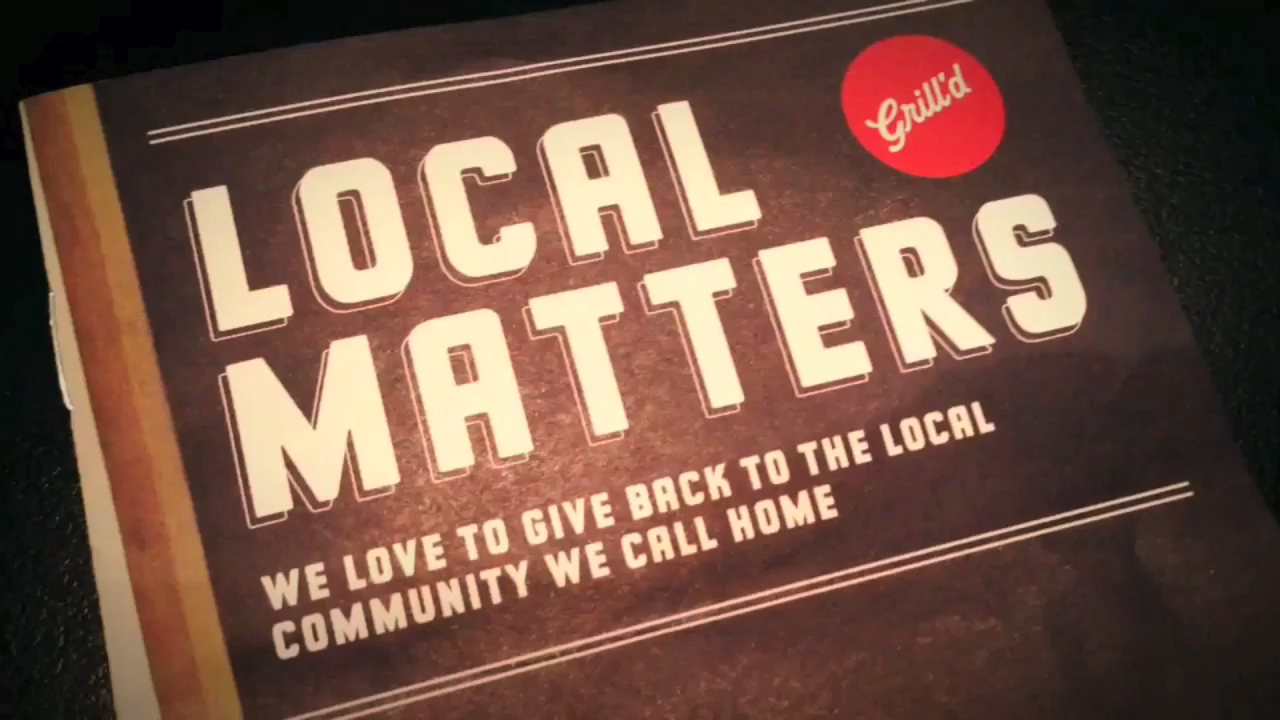 Grill'd
LOCAL
MATTERS
WE LOVE TO GIVE BACK TO THE LOCAL
COMMUNITY WE CALL HOME